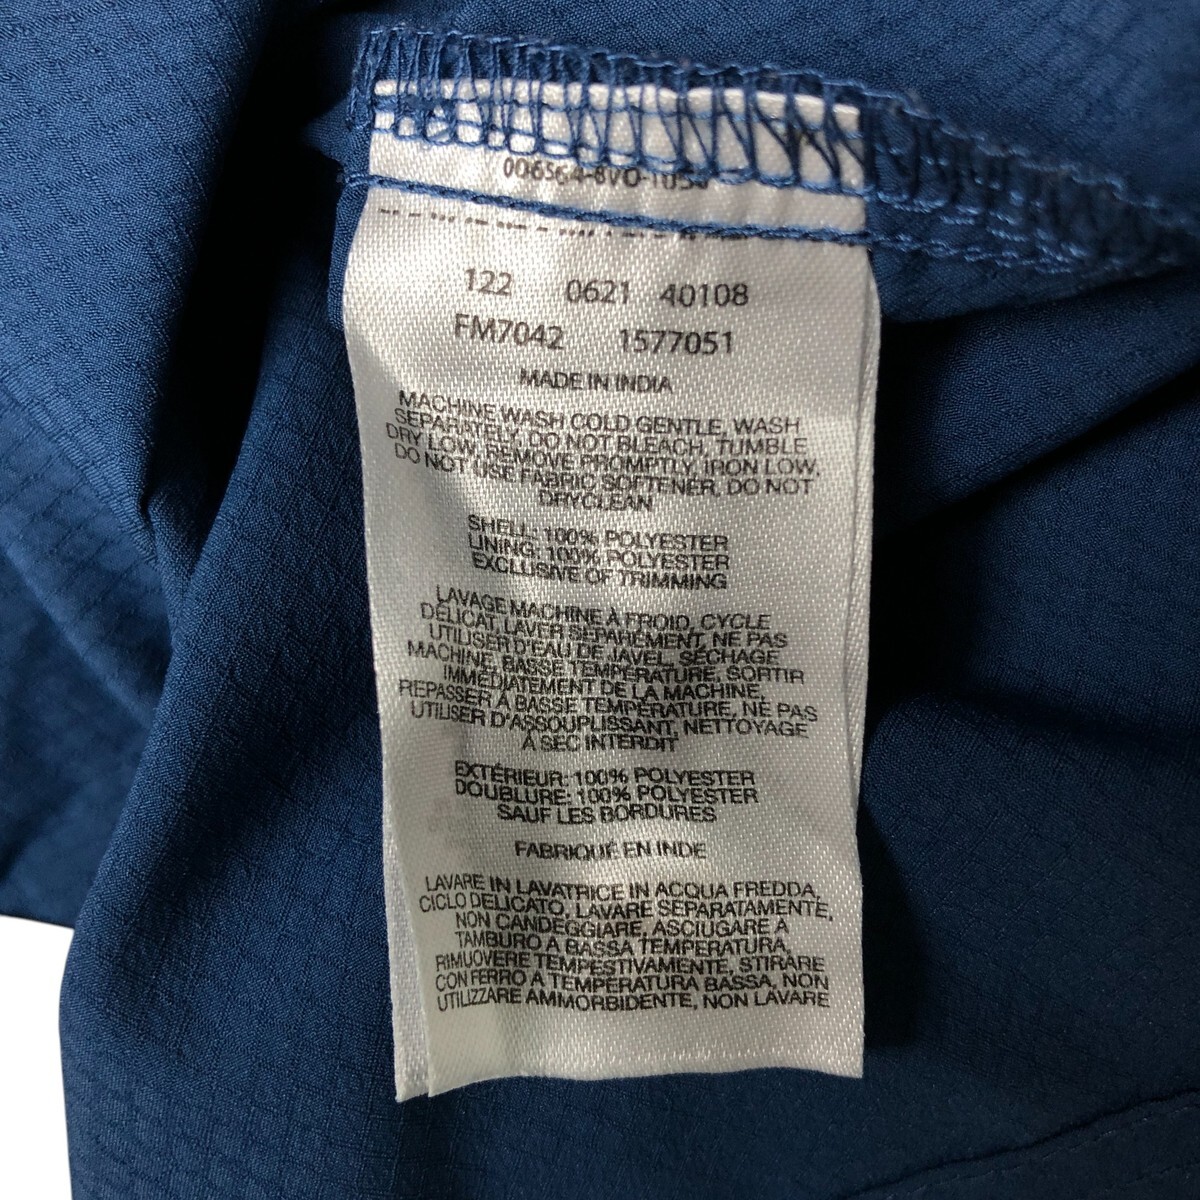 122 0621 40108
FM7042 1577051
MADE IN INDIA
MACHINE WASH COLD GENTLE, WASH
SEPARATELY, DO NOT BLEACH, TUMBLE
DRY LOW, REMOVE PROMPTLY, IRON LOW,
DO NOT USE FABRIC SOFTENER, DO NOT
DRYCLEAN
SHELL: 100% POLYESTER
LINING: 100% POLYESTER
EXCLUSIVE OF TRIMMING
LAVAGE MACHINE À FROID, CYCLE
DÉLICAT, LAVER SÉPARÉMENT, NE PAS
UTILISER D'EAU DE JAVEL, SÉCHAGE
MACHINE, BASSE TEMPÉRATURE, SORTIR
IMMÉDIATEMENT DE LA MACHINE,
REPASSER À BASSE TEMPÉRATURE, NE PAS
UTILISER D'ASSOUPLISSANT, NETTOYAGE
À SEC INTERDIT
EXTÉRIEUR: 100% POLYESTER
DOUBLURE: 100% POLYESTER
SAUF LES BORDURES
FABRIQUÉ EN INDE
LAVARE IN LAVATRICE IN ACQUA FREDDA,
CICLO DELICATO, LAVARE SEPARATAMENTE,
NON CANDEGGIARE, ASCIUGARE A
TAMBURO A BASSA TEMPERATURA,
RIMUOVERE TEMPESTIVAMENTE, STIRARE
CON FERRO A TEMPERATURA BASSA, NON
UTILIZZARE AMMORBIDENTE, NON LAVARE